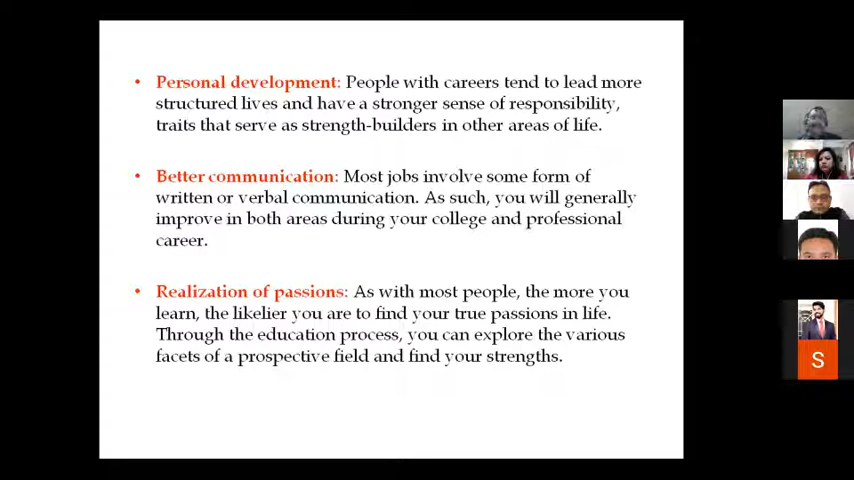 • Personal development: People with careers tend to lead more
structured lives and have a stronger sense of responsibility,
traits that serve as strength-builders in other areas of life.
• Better communication: Most jobs involve some form of
written or verbal communication. As such, you will generally
improve in both areas during your college and professional
career.
• Realization of passions: As with most people, the more you
learn, the likelier you are to find your true passions in life.
Through the education process, you can explore the various
facets of a prospective field and find your strengths.
S